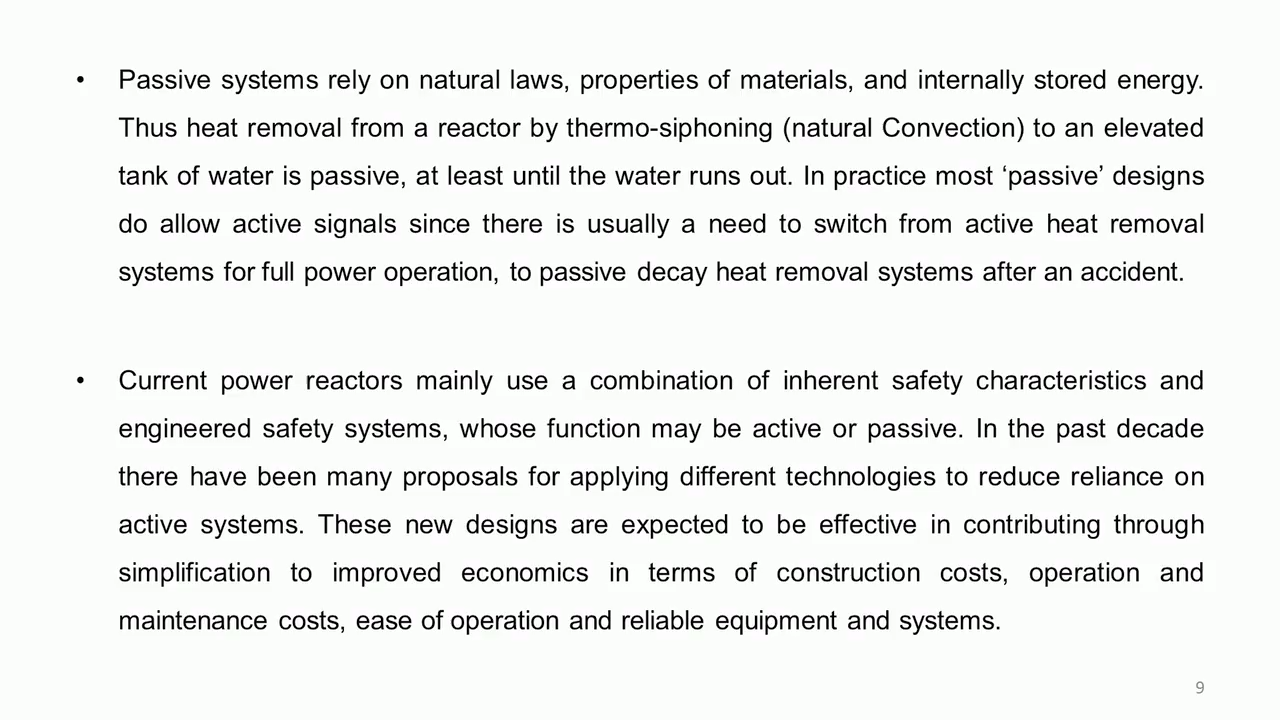 • Passive systems rely on natural laws, properties of materials, and internally stored energy.
Thus heat removal from a reactor by thermo-siphoning (natural Convection) to an elevated
tank of water is passive, at least until the water runs out. In practice most ‘passive’ designs
do allow active signals since there is usually a need to switch from active heat removal
systems for full power operation, to passive decay heat removal systems after an accident.
• Current power reactors mainly use a combination of inherent safety characteristics and
engineered safety systems, whose function may be active or passive. In the past decade
there have been many proposals for applying different technologies to reduce reliance on
active systems. These new designs are expected to be effective in contributing through
simplification to improved economics in terms of construction costs, operation and
maintenance costs, ease of operation and reliable equipment and systems.
9